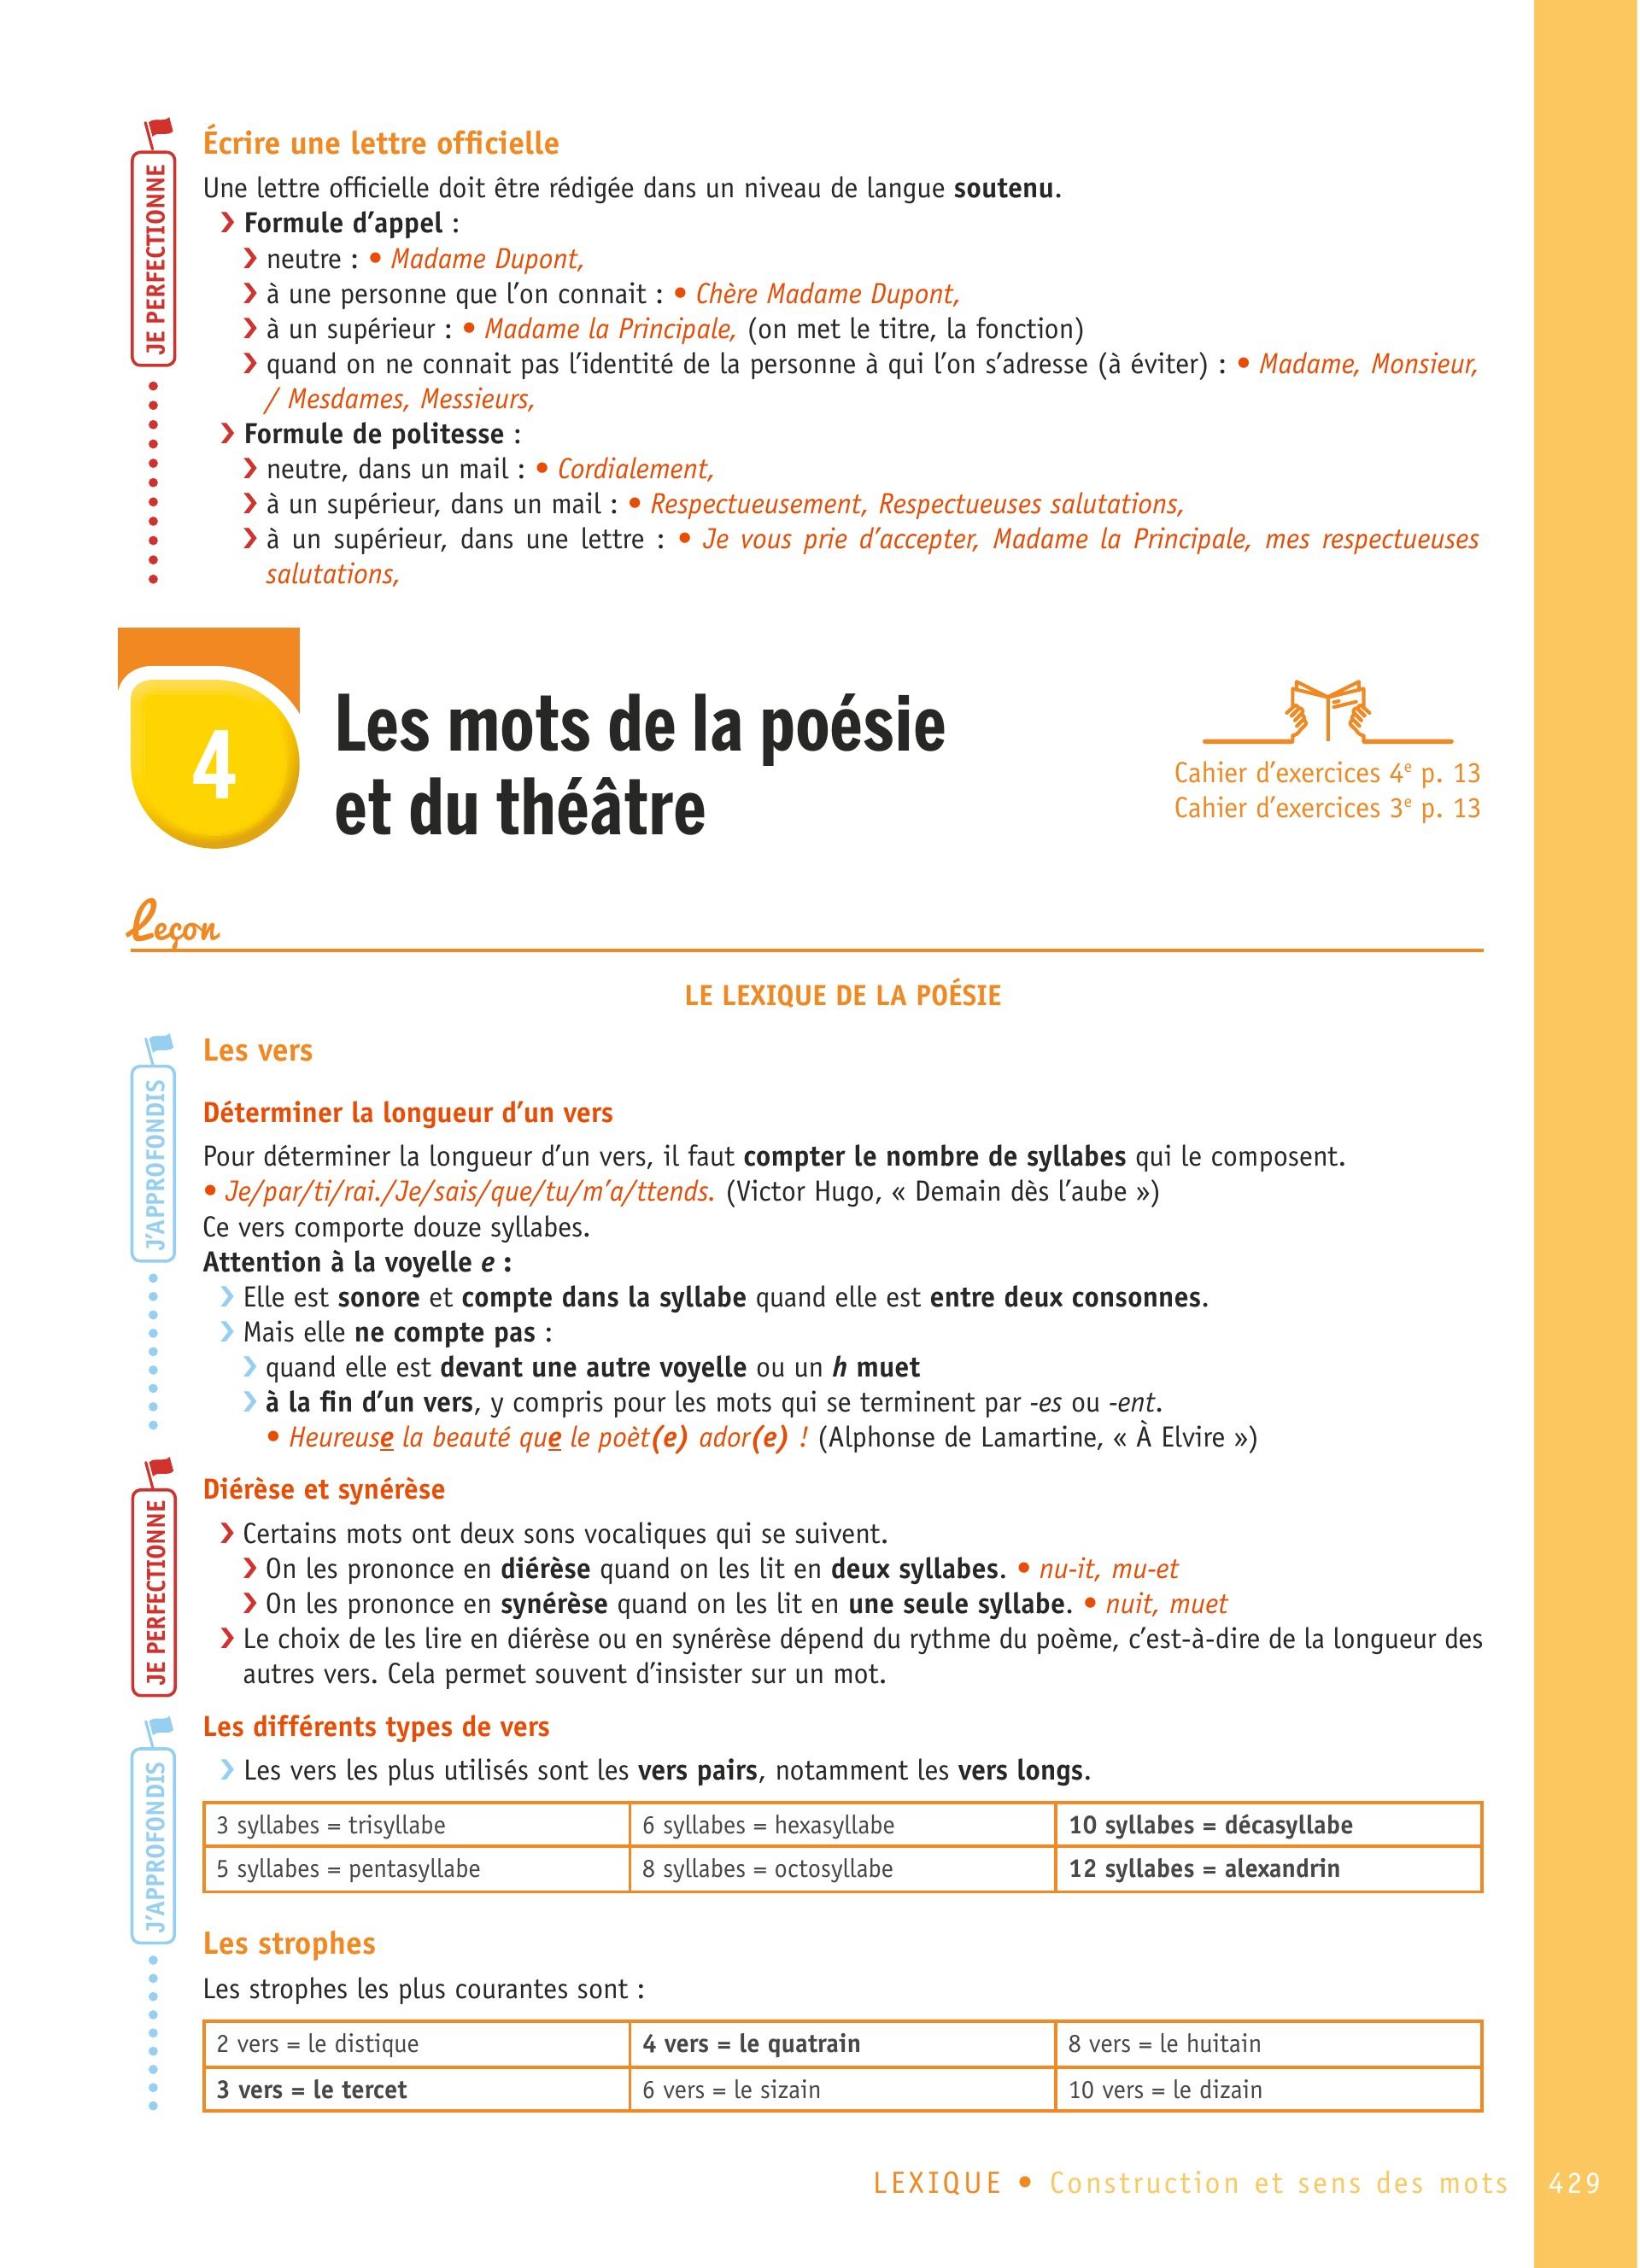 JE PERFECTIONNE
Écrire une lettre officielle
Une lettre officielle doit être rédigée dans un niveau de langue soutenu.
❯ Formule d’appel :
❯ neutre : • Madame Dupont,
❯ à une personne que l’on connait : • Chère Madame Dupont,
❯ à un supérieur : • Madame la Principale, (on met le titre, la fonction)
❯ quand on ne connait pas l’identité de la personne à qui l’on s’adresse (à éviter) : • Madame, Monsieur,
/ Mesdames, Messieurs,
❯ Formule de politesse :
❯ neutre, dans un mail : • Cordialement,
❯ à un supérieur, dans un mail : • Respectueusement, Respectueuses salutations,
❯ à un supérieur, dans une lettre : • Je vous prie d’accepter, Madame la Principale, mes respectueuses
salutations,
4
Les mots de la poésie
et du théâtre
Cahier d’exercices 4e p. 13
Cahier d’exercices 3e p. 13
Leçon
LE LEXIQUE DE LA POÉSIE
J’APPROFONDIS
Les vers
Déterminer la longueur d’un vers
Pour déterminer la longueur d’un vers, il faut compter le nombre de syllabes qui le composent.
• Je/par/ti/rai./Je/sais/que/tu/m’a/ttends. (Victor Hugo, « Demain dès l’aube »)
Ce vers comporte douze syllabes.
Attention à la voyelle e :
❯ Elle est sonore et compte dans la syllabe quand elle est entre deux consonnes.
❯ Mais elle ne compte pas :
❯ quand elle est devant une autre voyelle ou un h muet
❯ à la fin d’un vers, y compris pour les mots qui se terminent par -es ou -ent.
• Heureuse la beauté que le poèt(e) ador(e) ! (Alphonse de Lamartine, « À Elvire »)
JE PERFECTIONNE
Diérèse et synérèse
❯ Certains mots ont deux sons vocaliques qui se suivent.
❯ On les prononce en diérèse quand on les lit en deux syllabes. • nu-it, mu-et
❯ On les prononce en synérèse quand on les lit en une seule syllabe. • nuit, muet
❯ Le choix de les lire en diérèse ou en synérèse dépend du rythme du poème, c’est-à-dire de la longueur des
autres vers. Cela permet souvent d’insister sur un mot.
J’APPROFONDIS
Les différents types de vers
❯ Les vers les plus utilisés sont les vers pairs, notamment les vers longs.
3 syllabes = trisyllabe 6 syllabes = hexasyllabe 10 syllabes = décasyllabe
5 syllabes = pentasyllabe 8 syllabes = octosyllabe 12 syllabes = alexandrin
Les strophes
Les strophes les plus courantes sont :
2 vers = le distique 4 vers = le quatrain 8 vers = le huitain
3 vers = le tercet 6 vers = le sizain 10 vers = le dizain
LEXIQUE • Construction et sens des mots 429